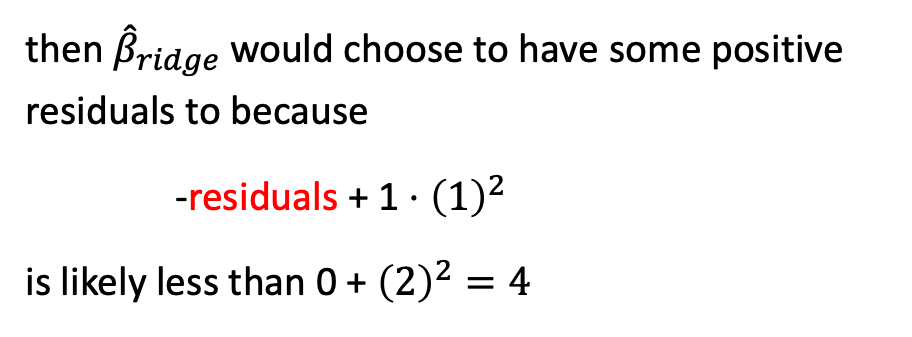 then β̂ridge would choose to have some positive
residuals to because
-residuals + 1 · (1)²
is likely less than 0 + (2)² = 4